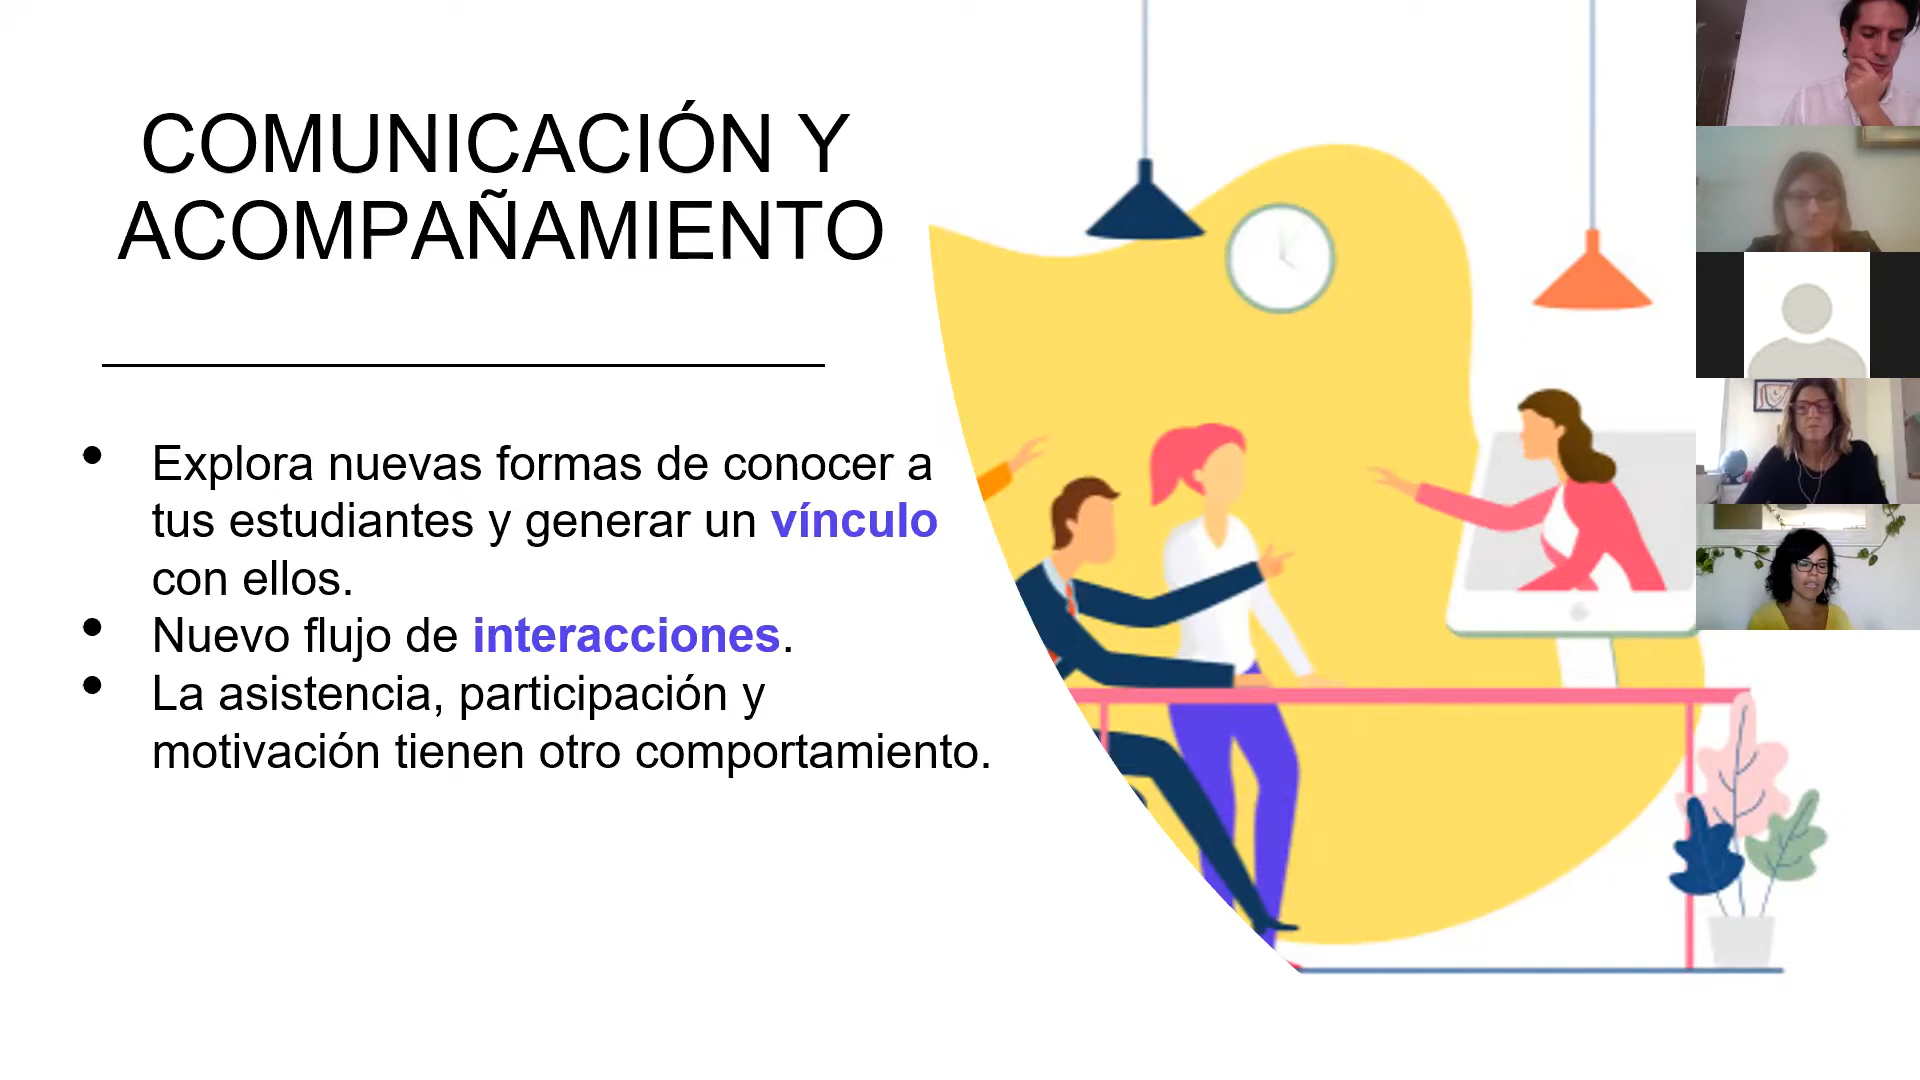 COMUNICACIÓN Y
ACOMPAÑAMIENTO
• Explora nuevas formas de conocer a
tus estudiantes y generar un vínculo
con ellos.
• Nuevo flujo de interacciones.
• La asistencia, participación y
motivación tienen otro comportamiento.